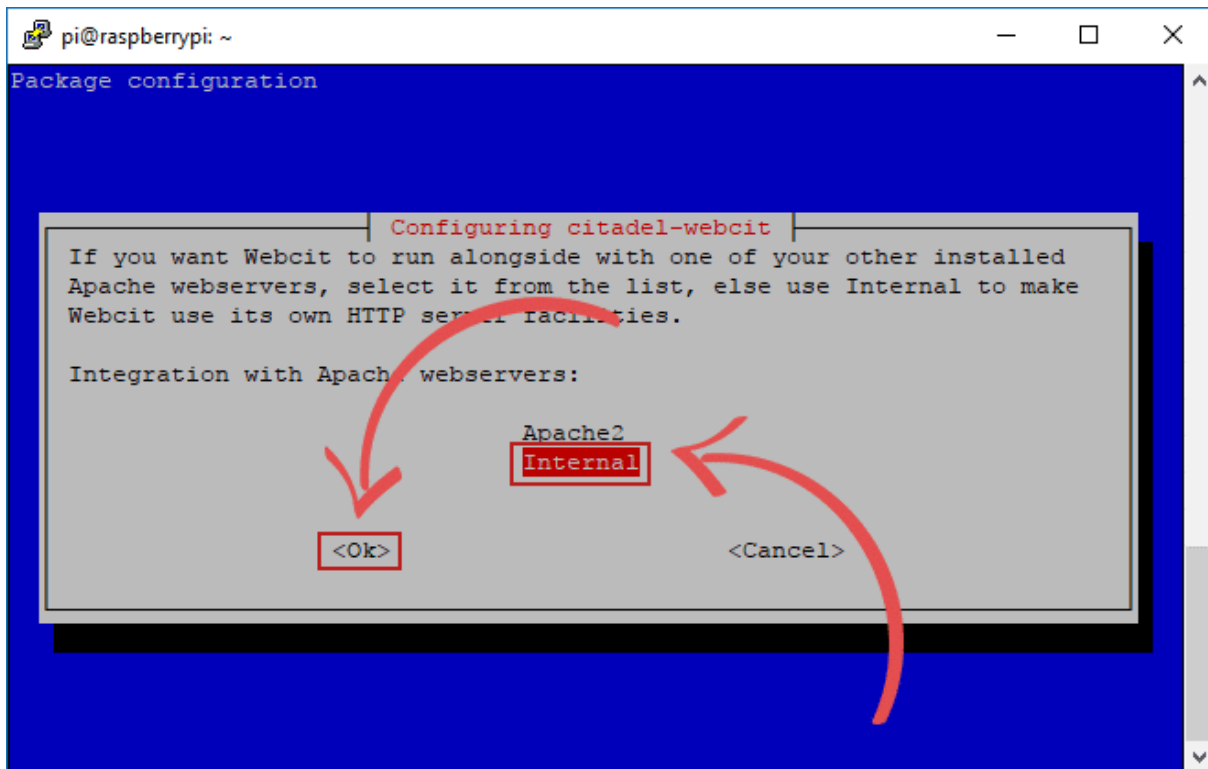 pi@raspberrypi: ~
Package configuration
Configuring citadel-webcit
If you want Webcit to run alongside with one of your other installed
Apache webservers, select it from the list, else use Internal to make
Webcit use its own HTTP server facilities.
Integration with Apache webservers:
Apache2
Internal
<Ok> <Cancel>